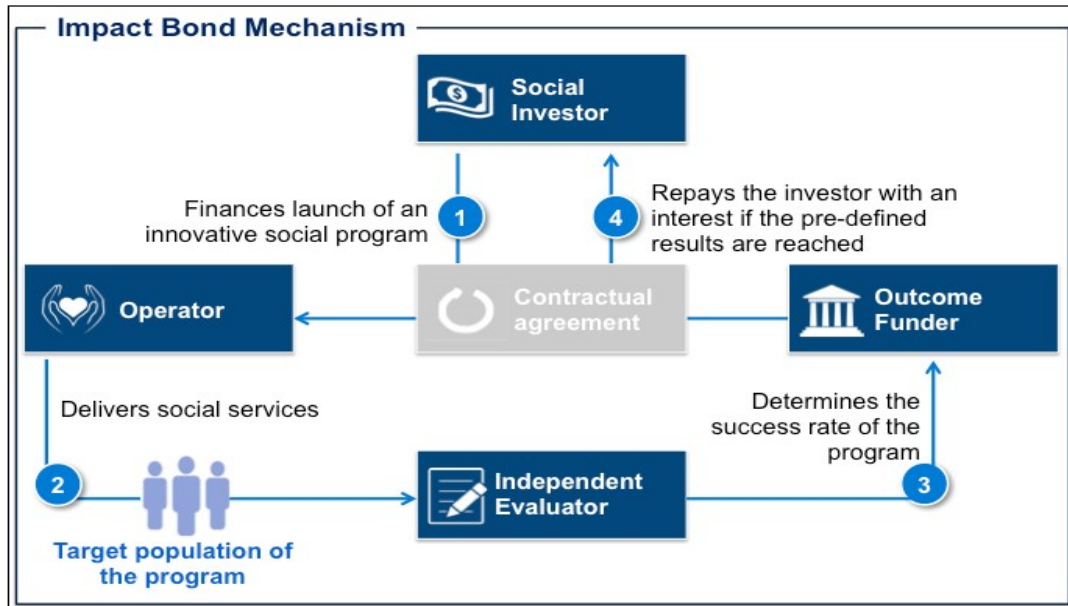 Impact Bond Mechanism
Social
Investor
Finances launch of an
innovative social program
1
4
Repays the investor with an
interest if the pre-defined
results are reached
Operator
Contractual
agreement
Outcome
Funder
Delivers social services
Determines the
success rate of the
program
2
Independent
Evaluator
3
Target population of
the program